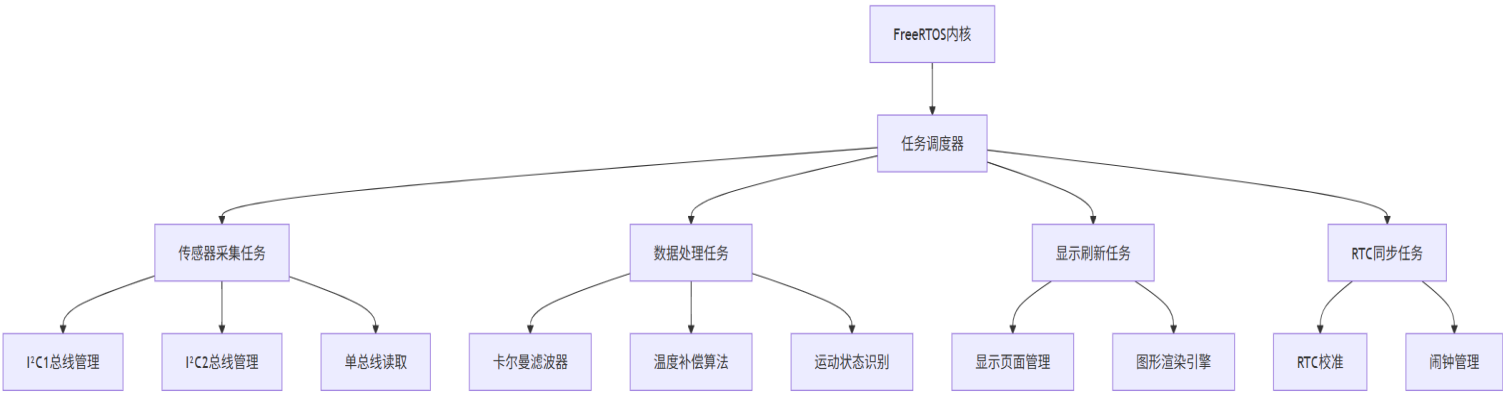 FreeRTOS内核
任务调度器
传感器采集任务
数据处理任务
显示刷新任务
RTC同步任务
I²C1总线管理
I²C2总线管理
单总线读取
卡尔曼滤波器
温度补偿算法
运动状态识别
显示页面管理
图形渲染引擎
RTC校准
闹钟管理